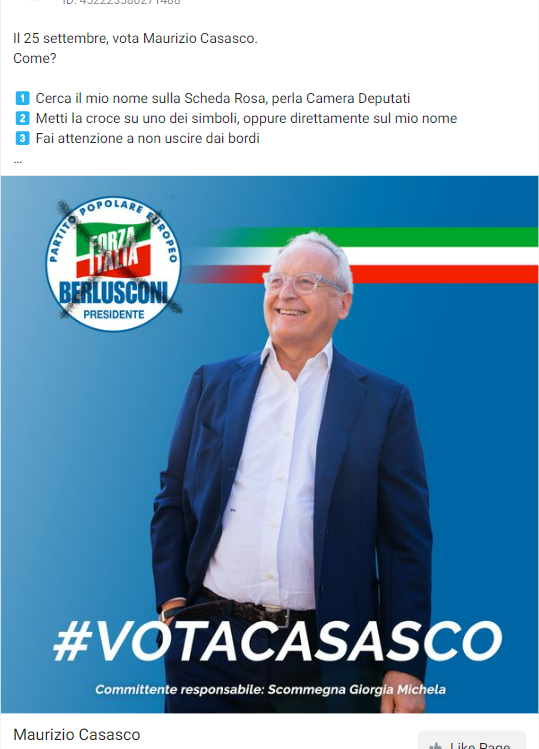 ID: 452223580271488
Il 25 settembre, vota Maurizio Casasco.
Come?
1 Cerca il mio nome sulla Scheda Rosa, perla Camera Deputati
2 Metti la croce su uno dei simboli, oppure direttamente sul mio nome
3 Fai attenzione a non uscire dai bordi
...
PARTITO POPOLARE EUROPEO
FORZA
ITALIA
BERLUSCONI
PRESIDENTE
#VOTACASASCO
Committente responsabile: Scommegna Giorgia Michela
Maurizio Casasco
Like Page